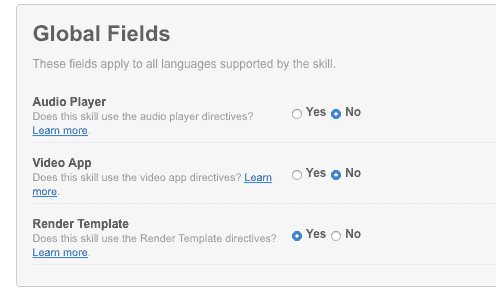 Global Fields
These fields apply to all languages supported by the skill.
Audio Player
Does this skill use the audio player directives?
Learn more.
Yes No
Video App
Does this skill use the video app directives? Learn
more.
Yes No
Render Template
Does this skill use the Render Template directives?
Learn more.
Yes No